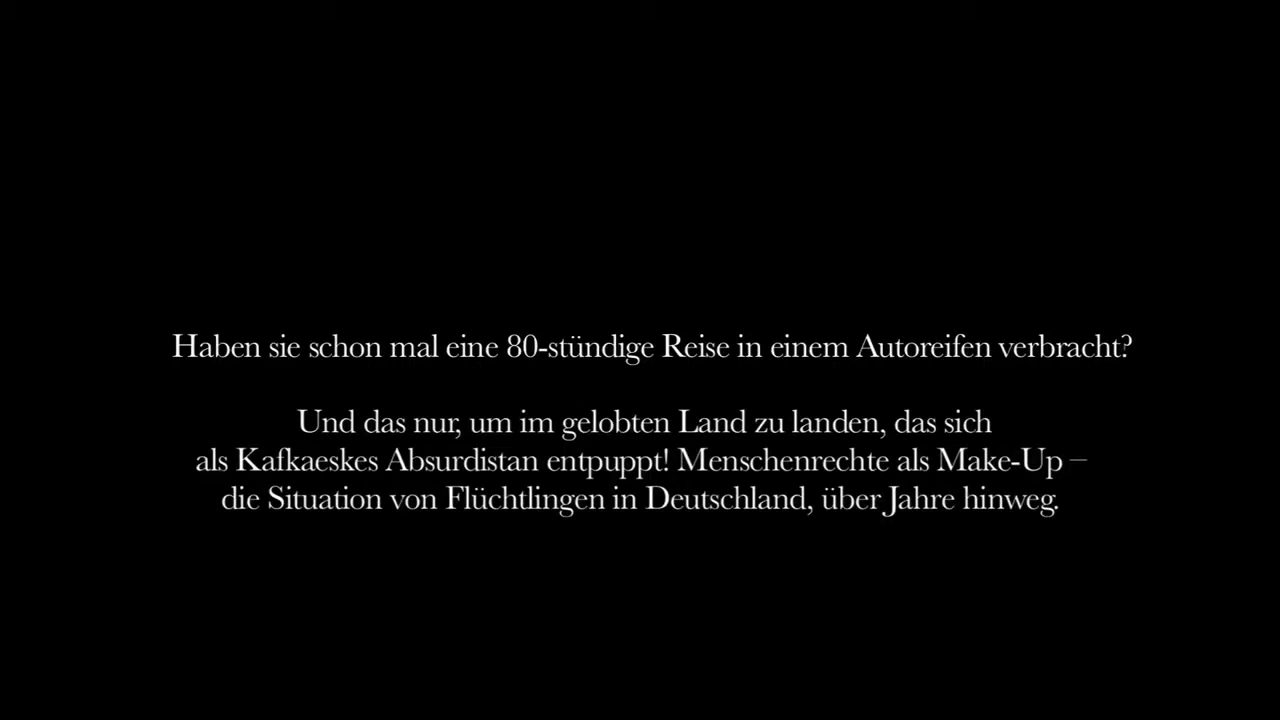 Haben sie schon mal eine 80-stündige Reise in einem Autoreifen verbracht?
Und das nur, um im gelobten Land zu landen, das sich
als Kafkaeskes Absurdistan entpuppt! Menschenrechte als Make-Up –
die Situation von Flüchtlingen in Deutschland, über Jahre hinweg.